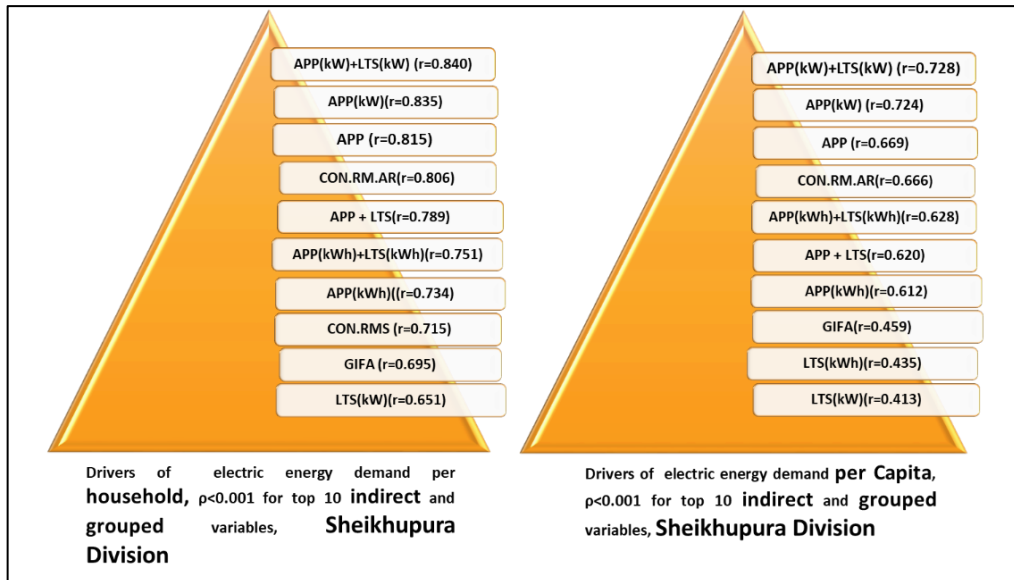 APP(kW)+LTS(kW) (r=0.840)
APP(kW)(r=0.835)
APP (r=0.815)
CON.RM.AR(r=0.806)
APP + LTS(r=0.789)
APP(kWh)+LTS(kWh)(r=0.751)
APP(kWh)((r=0.734)
CON.RMS (r=0.715)
GIFA (r=0.695)
LTS(kW)(r=0.651)
Drivers of electric energy demand per
household, ρ<0.001 for top 10 indirect and
grouped variables, Sheikhupura
Division
APP(kW)+LTS(kW) (r=0.728)
APP(kW) (r=0.724)
APP (r=0.669)
CON.RM.AR(r=0.666)
APP(kWh)+LTS(kWh)(r=0.628)
APP + LTS(r=0.620)
APP(kWh)(r=0.612)
GIFA(r=0.459)
LTS(kWh)(r=0.435)
LTS(kW)(r=0.413)
Drivers of electric energy demand per Capita,
ρ<0.001 for top 10 indirect and grouped
variables, Sheikhupura Division